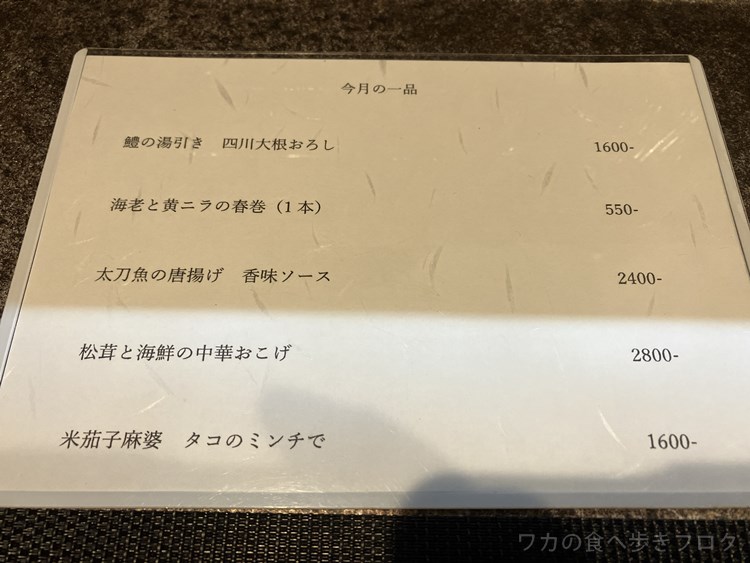 今月の一品
鱧の湯引き　四川大根おろし　1600-
海老と黄ニラの春巻（1本）　550-
太刀魚の唐揚げ　香味ソース　2400-
松茸と海鮮の中華おこげ　2800-
米茄子麻婆　タコのミンチで　1600-
ワカの食べ歩きブログ